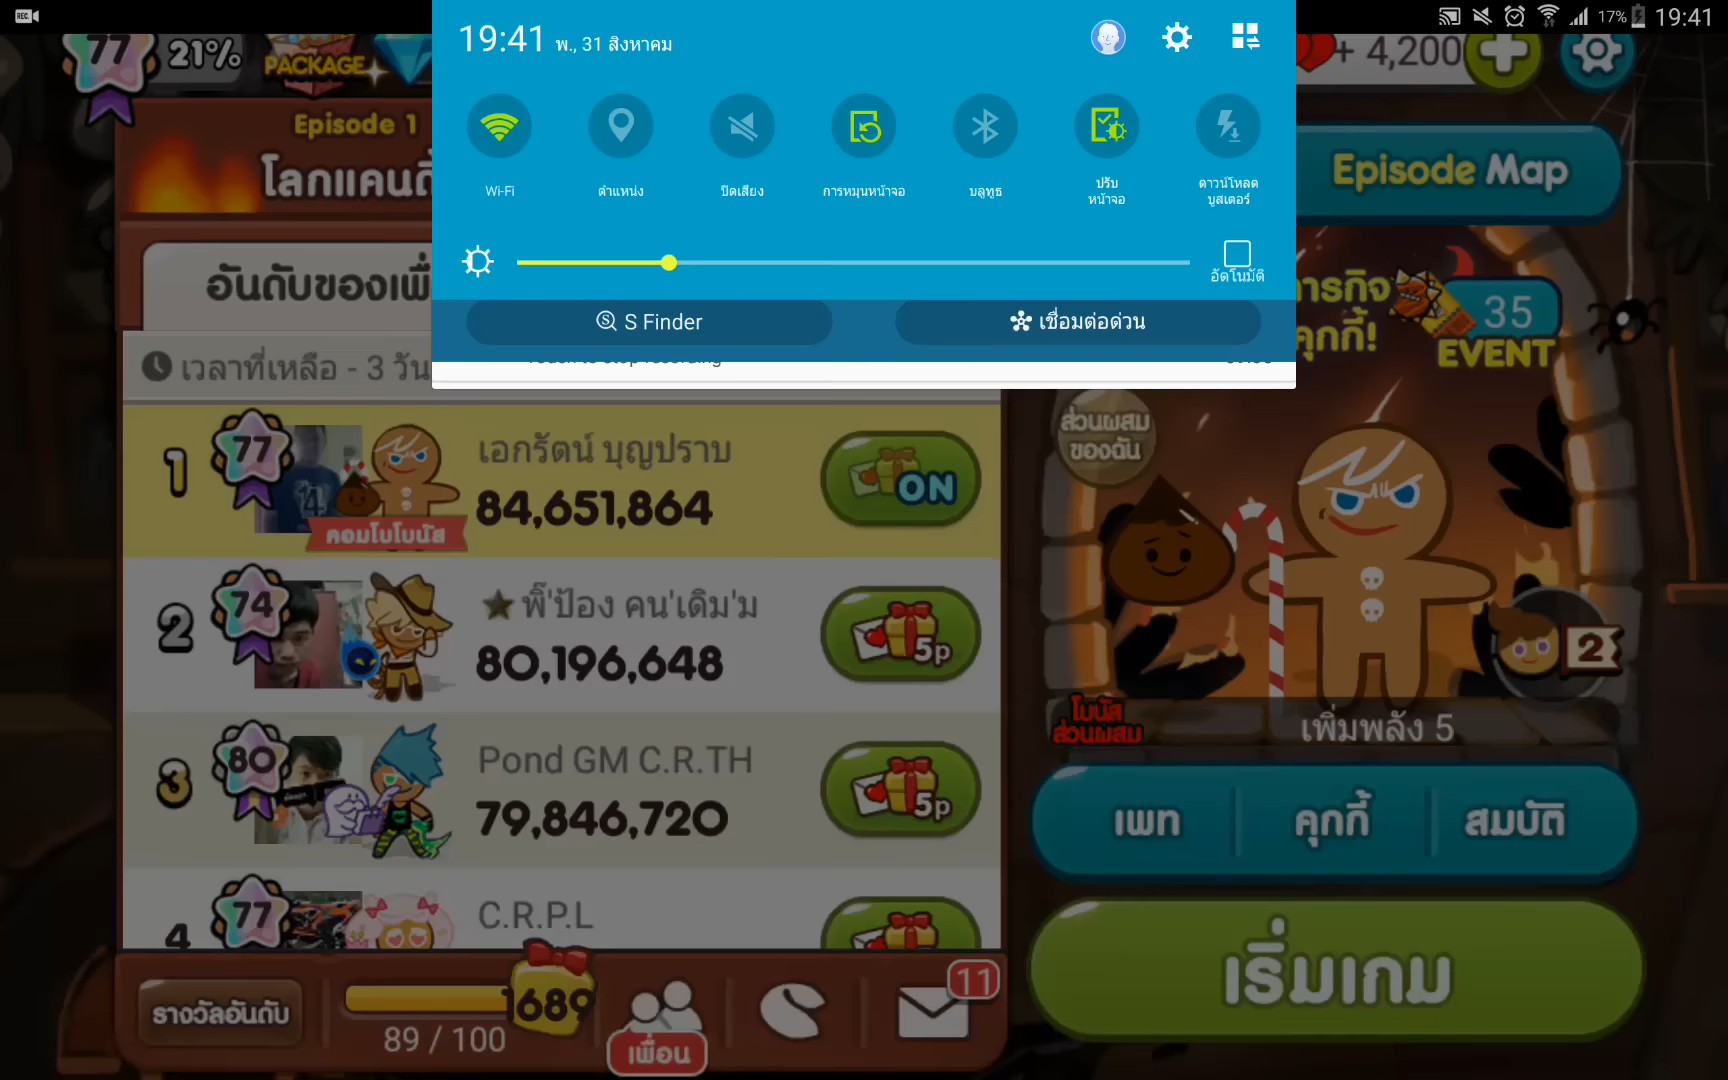 REC
17% 19:41
19:41 พ., 31 สิงหาคม
Wi-Fi
ตำแหน่ง
ปิดเสียง
การหมุนหน้าจอ
บลูทูธ
ปรับ
หน้าจอ
ดาวน์โหลด
บูสเตอร์
อัตโนมัติ
S Finder
เชื่อมต่อด่วน
Touch to stop recording
77 21%
PACKAGE
+ 4,200
Episode 1
Episode Map
เวลาที่เหลือ - 3 วัน
35
EVENT
คุกกี้!
ส่วนผสม
ของฉัน
1 77 เอกรัตน์ บุญปราบ
84,651,864
ON
คอมโบโบนัส
2 74 ★พี่'ป้อง คน'เดิม'ม
80,196,648
5p
3 80 Pond GM C.R.TH
79,846,720
5p
4 77 C.R.P.L
2
โบนัส
ส่วนผสม
เพิ่มพลัง 5
เพท คุกกี้ สมบัติ
เริ่มเกม
รางวัลอันดับ
89 / 100
1689
เพื่อน
11